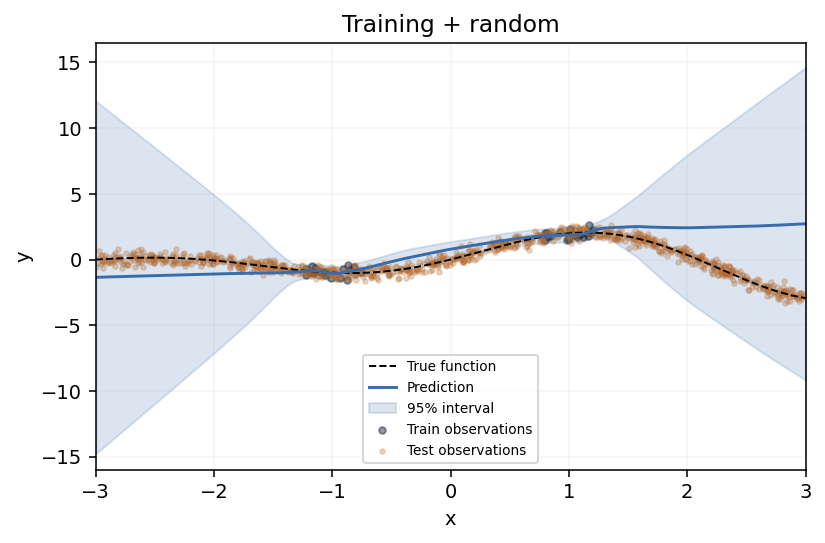 Training + random
15
10
5
0
−5
−10
−15
y
True function
Prediction
95% interval
Train observations
Test observations
−3 −2 −1 0 1 2 3
x